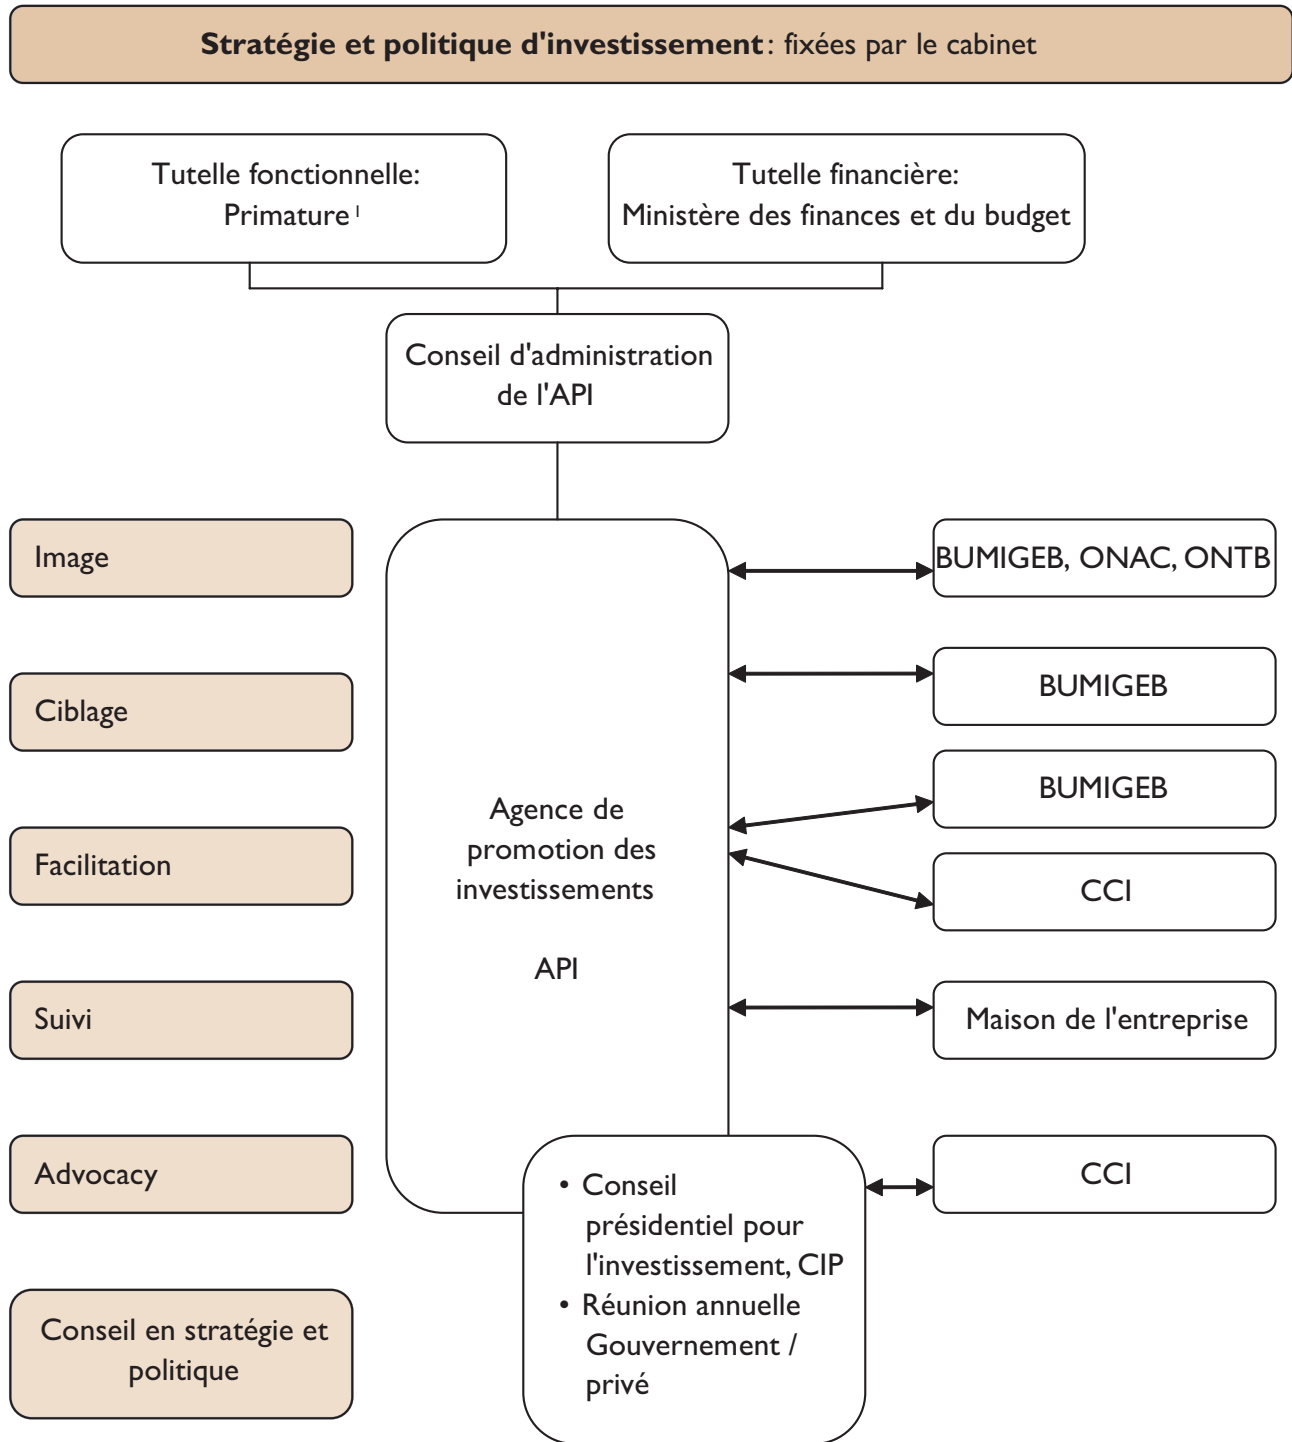 Stratégie et politique d'investissement: fixées par le cabinet
Tutelle fonctionnelle:
Primature 1
Tutelle financière:
Ministère des finances et du budget
Conseil d'administration
de l'API
Image
BUMIGEB, ONAC, ONTB
Ciblage
BUMIGEB
BUMIGEB
Agence de
promotion des
investissements
API
Facilitation
CCI
Suivi
Maison de l'entreprise
Advocacy
CCI
• Conseil
présidentiel pour
l'investissement, CIP
• Réunion annuelle
Gouvernement /
privé
Conseil en stratégie et
politique